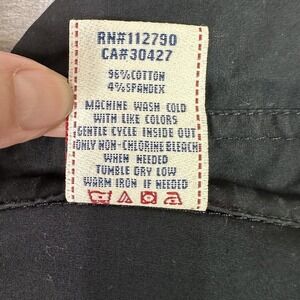 RN#112790
CA#30427
96%COTTON
4%SPANDEX
MACHINE WASH COLD
WITH LIKE COLORS
GENTLE CYCLE INSIDE OUT
ONLY NON-CHLORINE BLEACH
WHEN NEEDED
TUMBLE DRY LOW
WARM IRON IF NEEDED